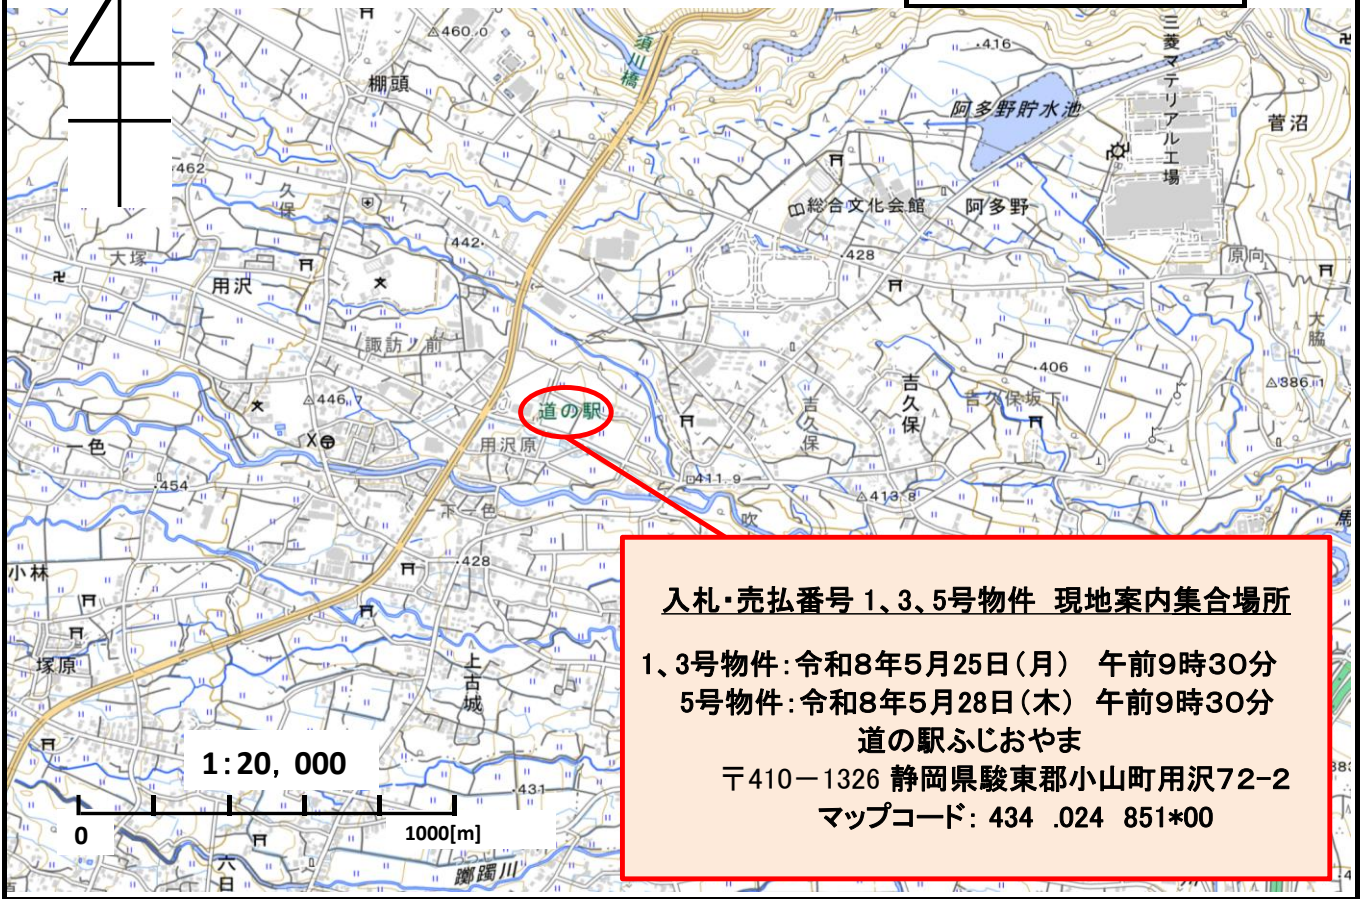 460.0
須川橋
416
三菱マテリアル工場
棚頭
阿多野貯水池
菅沼
462
久保
総合文化会館
阿多野
442
大塚
428
原向
用沢
大脇
諏訪ノ前
406
386.1
446.7
道の駅
吉久保
吉久保
吉久保坂下
一色
用沢原
454
411.9
413.8
下一色
吹
小林
428
塚原
上古城
入札・売払番号 1、3、5号物件 現地案内集合場所
1、3号物件:令和8年5月25日(月) 午前9時30分
5号物件:令和8年5月28日(木) 午前9時30分
道の駅ふじおやま
〒410-1326 静岡県駿東郡小山町用沢72-2
マップコード: 434 .024 851*00
1:20, 000
431
0
1000[m]
六日
躑躅川